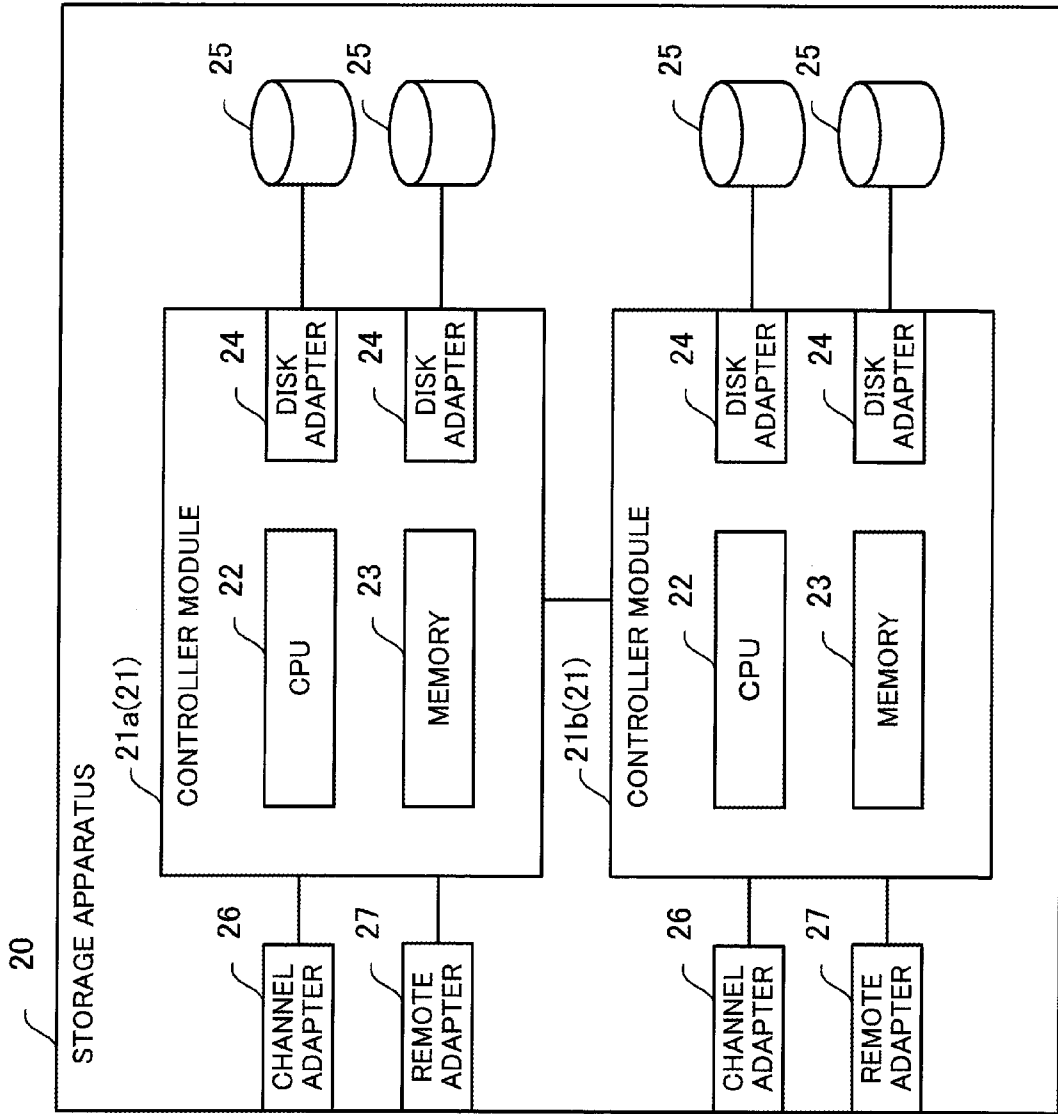 20
STORAGE APPARATUS
21a(21)
CONTROLLER MODULE
26
CHANNEL
ADAPTER
22
CPU
24
DISK
ADAPTER
25
27
REMOTE
ADAPTER
23
MEMORY
24
DISK
ADAPTER
25
21b(21)
CONTROLLER MODULE
26
CHANNEL
ADAPTER
22
CPU
24
DISK
ADAPTER
25
27
REMOTE
ADAPTER
23
MEMORY
24
DISK
ADAPTER
25